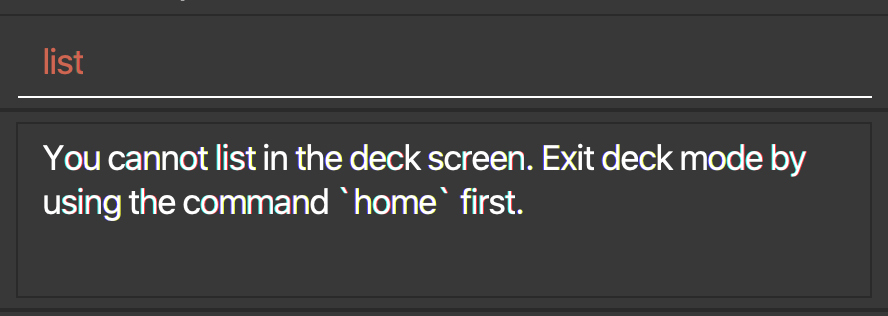 list
You cannot list in the deck screen. Exit deck mode by
using the command `home` first.